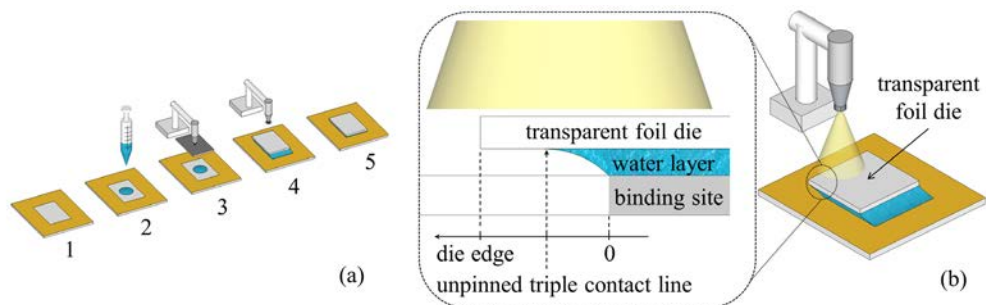 1
2
3
4
5
(a)
transparent foil die
water layer
binding site
die edge
0
unpinned triple contact line
transparent
foil die
(b)